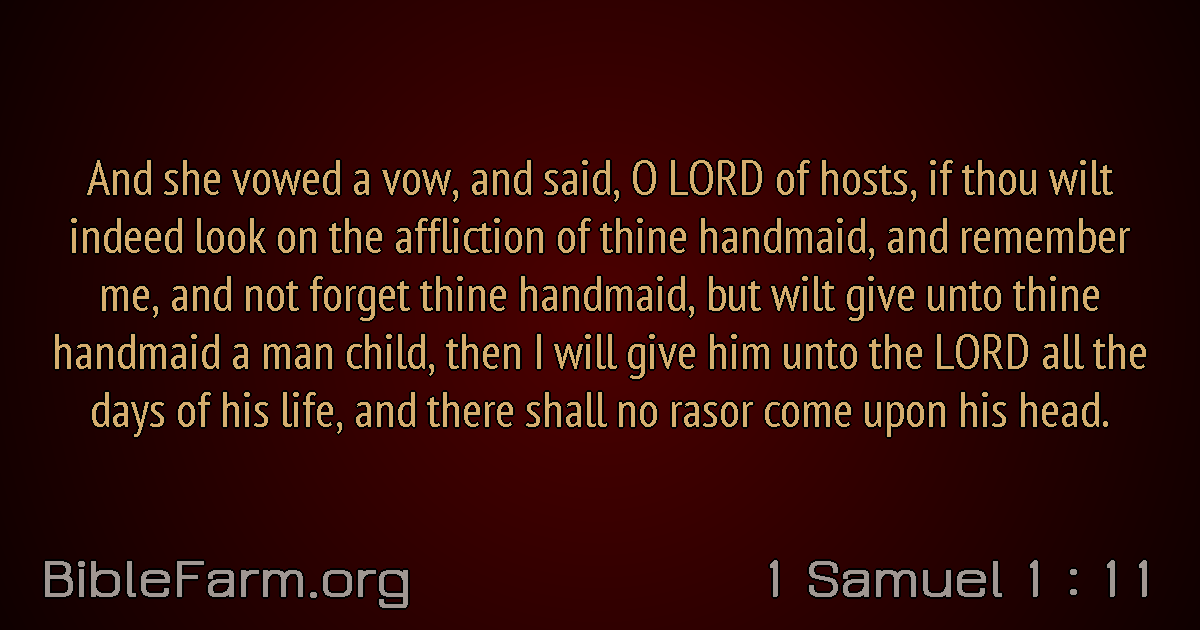 And she vowed a vow, and said, O LORD of hosts, if thou wilt
indeed look on the affliction of thine handmaid, and remember
me, and not forget thine handmaid, but wilt give unto thine
handmaid a man child, then I will give him unto the LORD all the
days of his life, and there shall no rasor come upon his head.
BibleFarm.org
1 Samuel 1 : 11